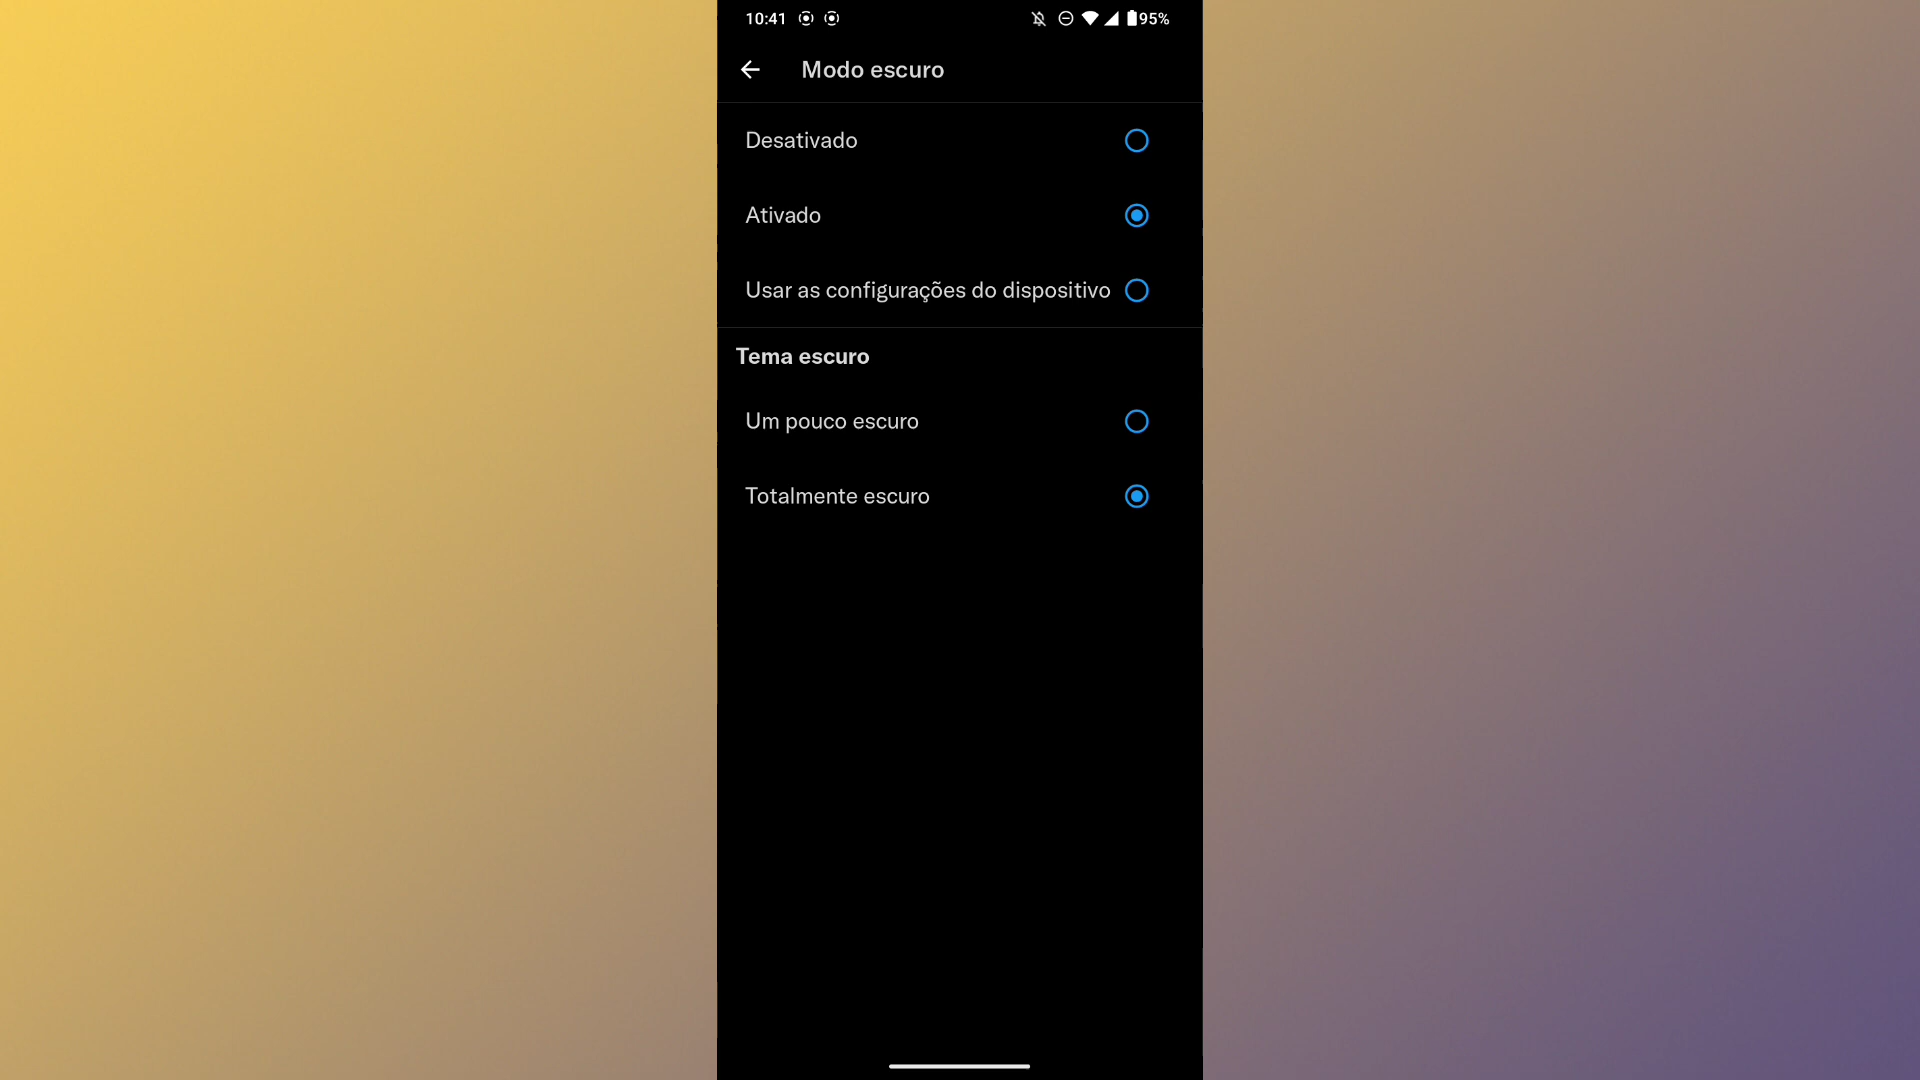 10:41 95%
Modo escuro
Desativado
Ativado
Usar as configurações do dispositivo
Tema escuro
Um pouco escuro
Totalmente escuro